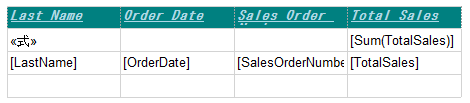 Last Name Order Date Sales Order Total Sales
«式» [Sum(TotalSales)]
[LastName] [OrderDate] [SalesOrderNumbe [TotalSales]